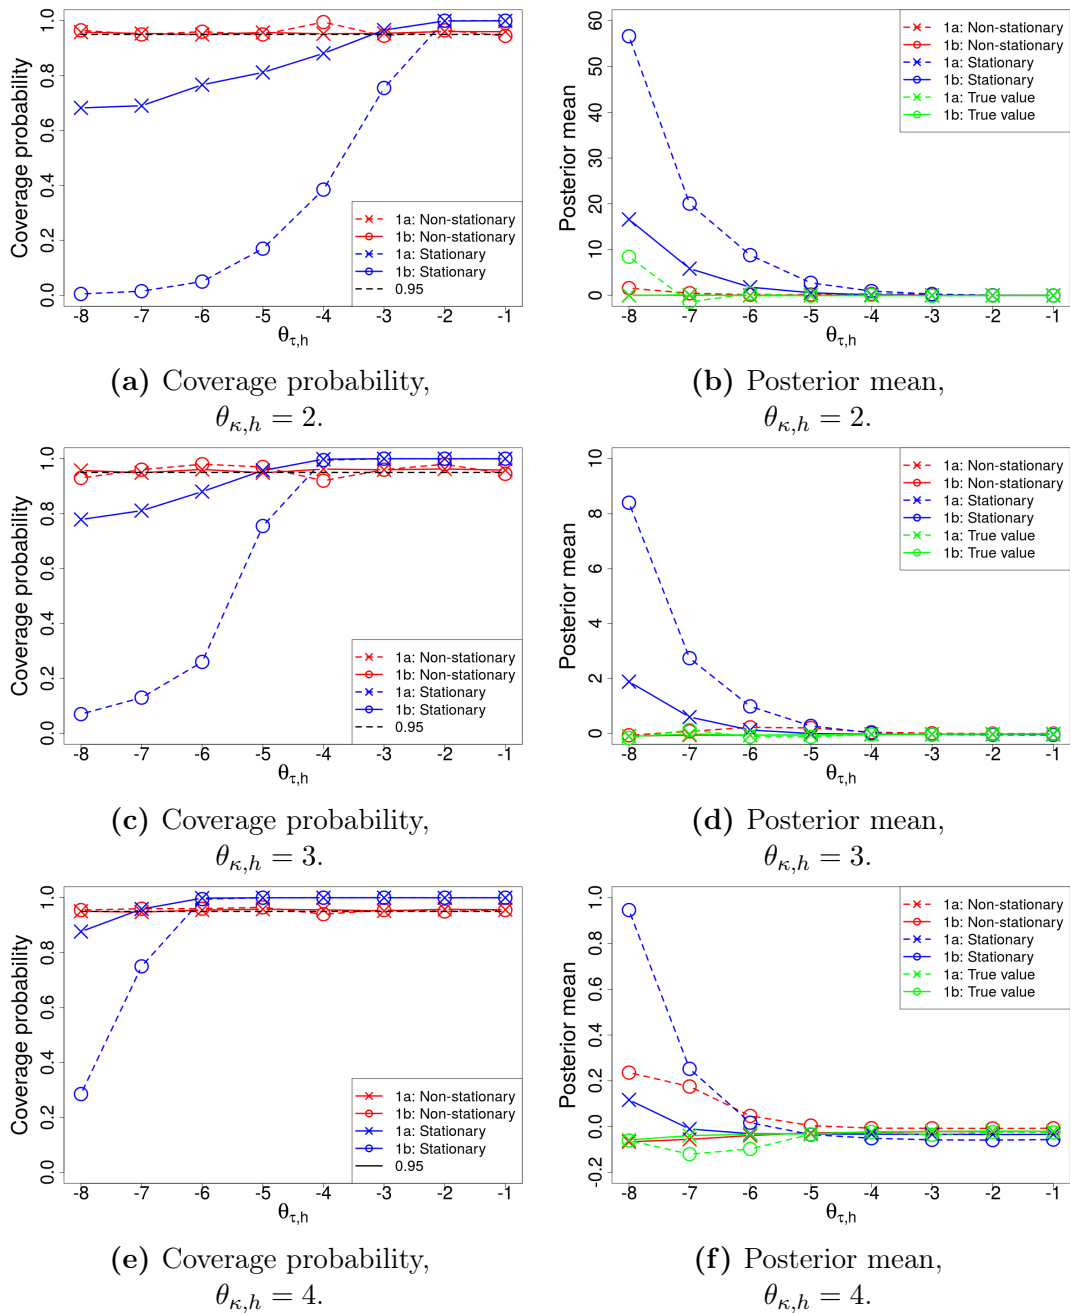 Coverage probability
0.0 0.2 0.4 0.6 0.8 1.0
1a: Non-stationary
1b: Non-stationary
1a: Stationary
1b: Stationary
0.95
-8 -7 -6 -5 -4 -3 -2 -1
θτ,h
Posterior mean
0 10 20 30 40 50 60
1a: Non-stationary
1b: Non-stationary
1a: Stationary
1b: Stationary
1a: True value
1b: True value
-8 -7 -6 -5 -4 -3 -2 -1
θτ,h
(a) Coverage probability,
θκ,h = 2.
(b) Posterior mean,
θκ,h = 2.
Coverage probability
0.0 0.2 0.4 0.6 0.8 1.0
1a: Non-stationary
1b: Non-stationary
1a: Stationary
1b: Stationary
0.95
-8 -7 -6 -5 -4 -3 -2 -1
θτ,h
Posterior mean
0 2 4 6 8 10
1a: Non-stationary
1b: Non-stationary
1a: Stationary
1b: Stationary
1a: True value
1b: True value
-8 -7 -6 -5 -4 -3 -2 -1
θτ,h
(c) Coverage probability,
θκ,h = 3.
(d) Posterior mean,
θκ,h = 3.
Coverage probability
0.0 0.2 0.4 0.6 0.8 1.0
1a: Non-stationary
1b: Non-stationary
1a: Stationary
1b: Stationary
0.95
-8 -7 -6 -5 -4 -3 -2 -1
θτ,h
Posterior mean
-0.2 0.0 0.2 0.4 0.6 0.8 1.0
1a: Non-stationary
1b: Non-stationary
1a: Stationary
1b: Stationary
1a: True value
1b: True value
-8 -7 -6 -5 -4 -3 -2 -1
θτ,h
(e) Coverage probability,
θκ,h = 4.
(f) Posterior mean,
θκ,h = 4.